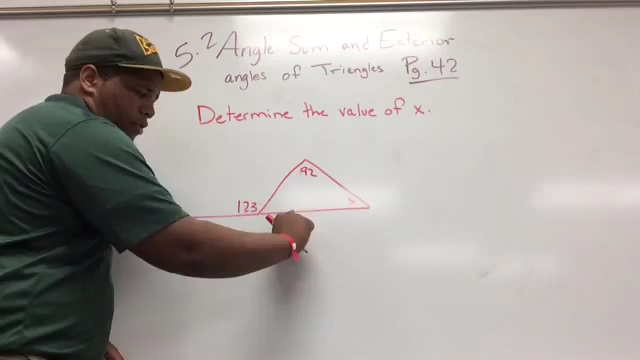 5.2 Angle Sum and Exterior
angles of Triangles Pg. 42
Determine the value of x.
92
123
x